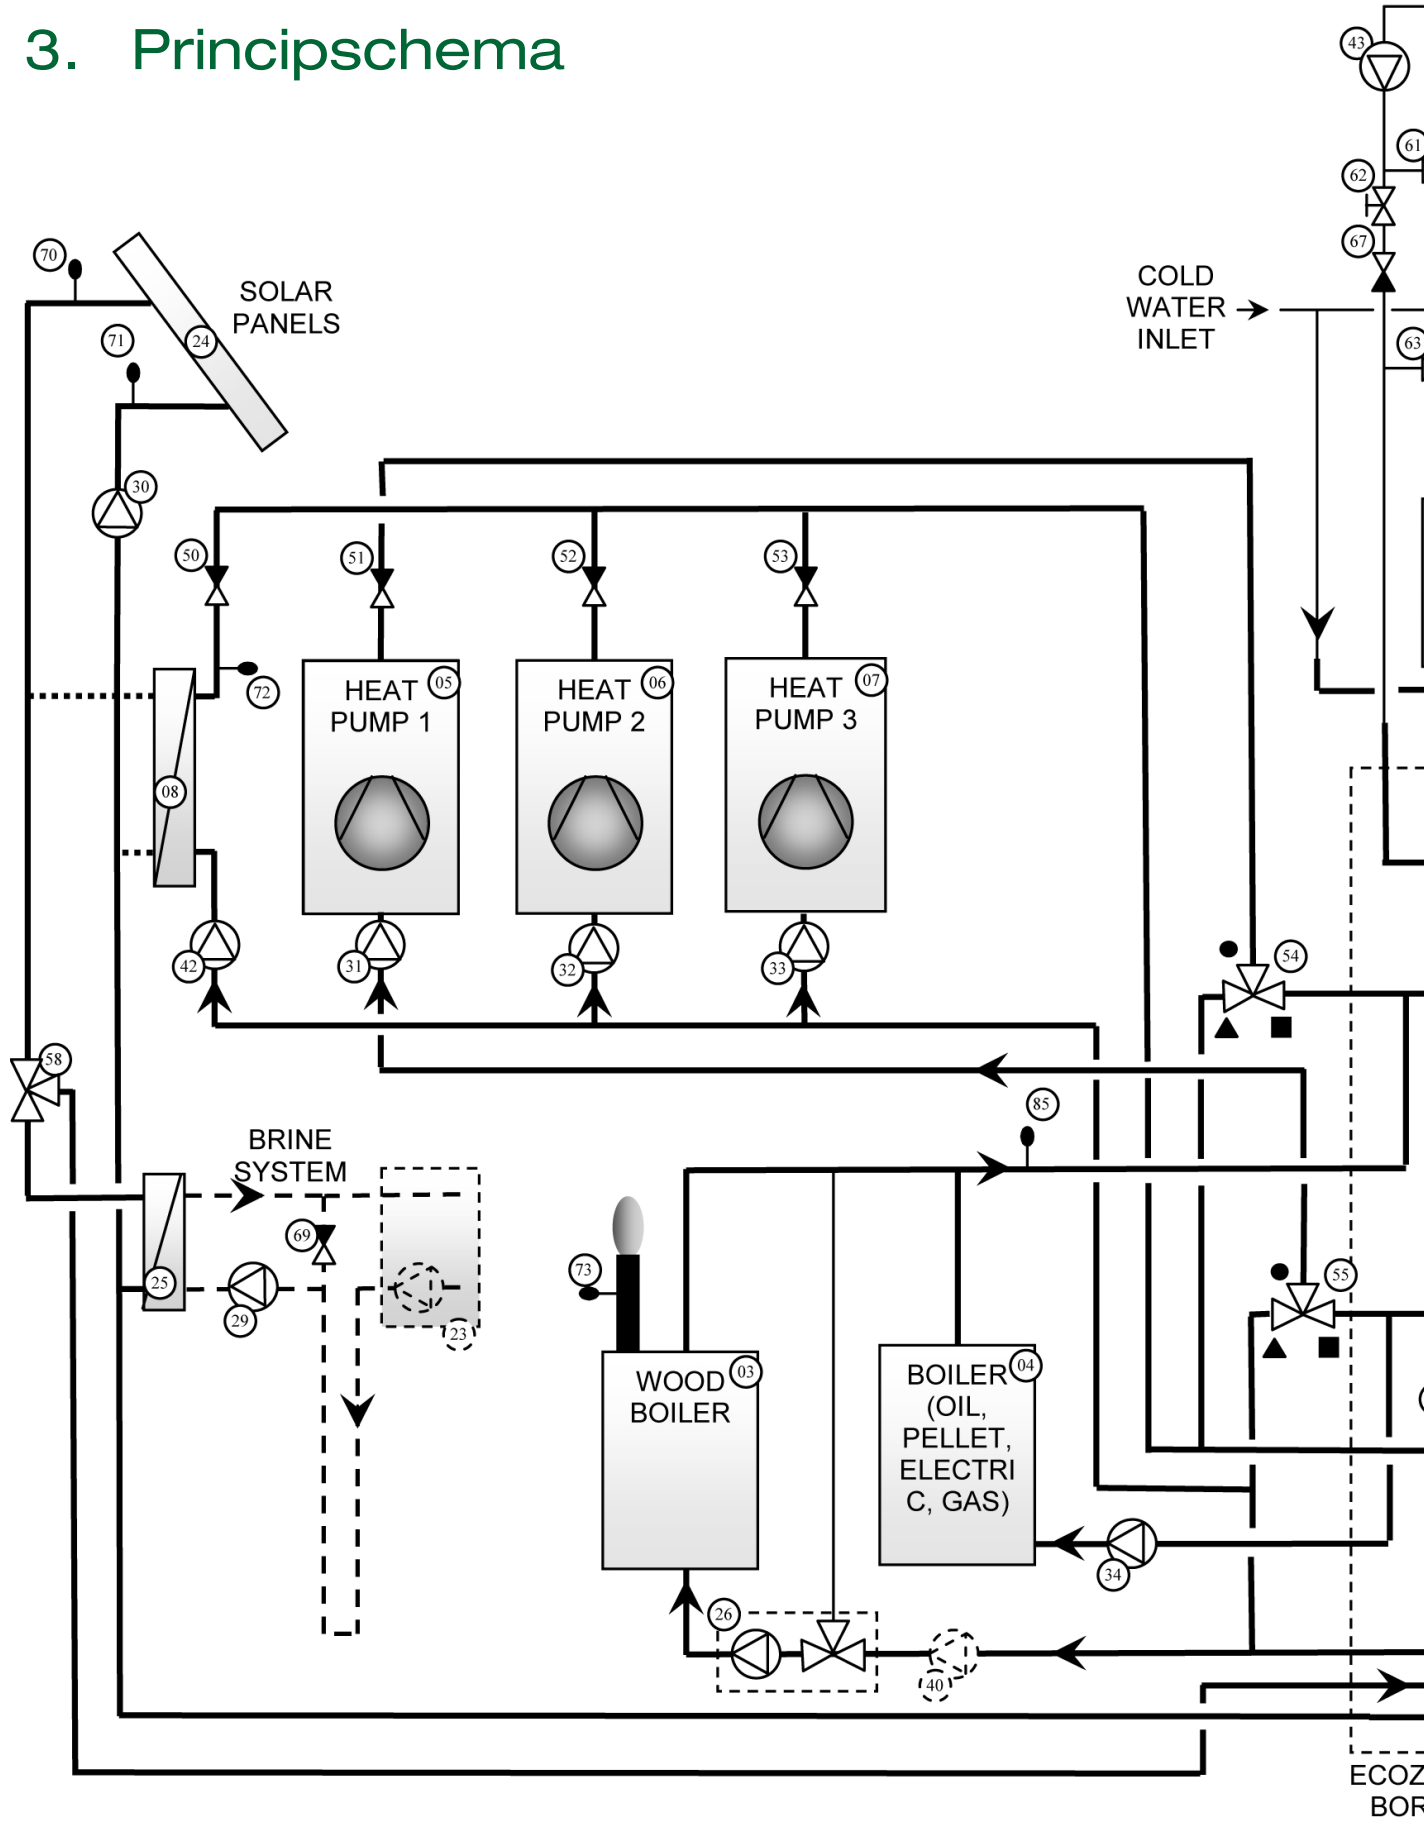 3. Principschema
43
61
62
67
COLD
WATER
INLET
63
70
SOLAR
PANELS
24
71
30
50
51
52
53
HEAT
PUMP 1
05
HEAT
PUMP 2
06
HEAT
PUMP 3
07
72
08
42
31
32
33
54
58
85
BRINE
SYSTEM
69
25
29
23
73
55
WOOD
BOILER
03
BOILER
(OIL,
PELLET,
ELECTRI
C, GAS)
04
34
26
40
ECOZ
BOR